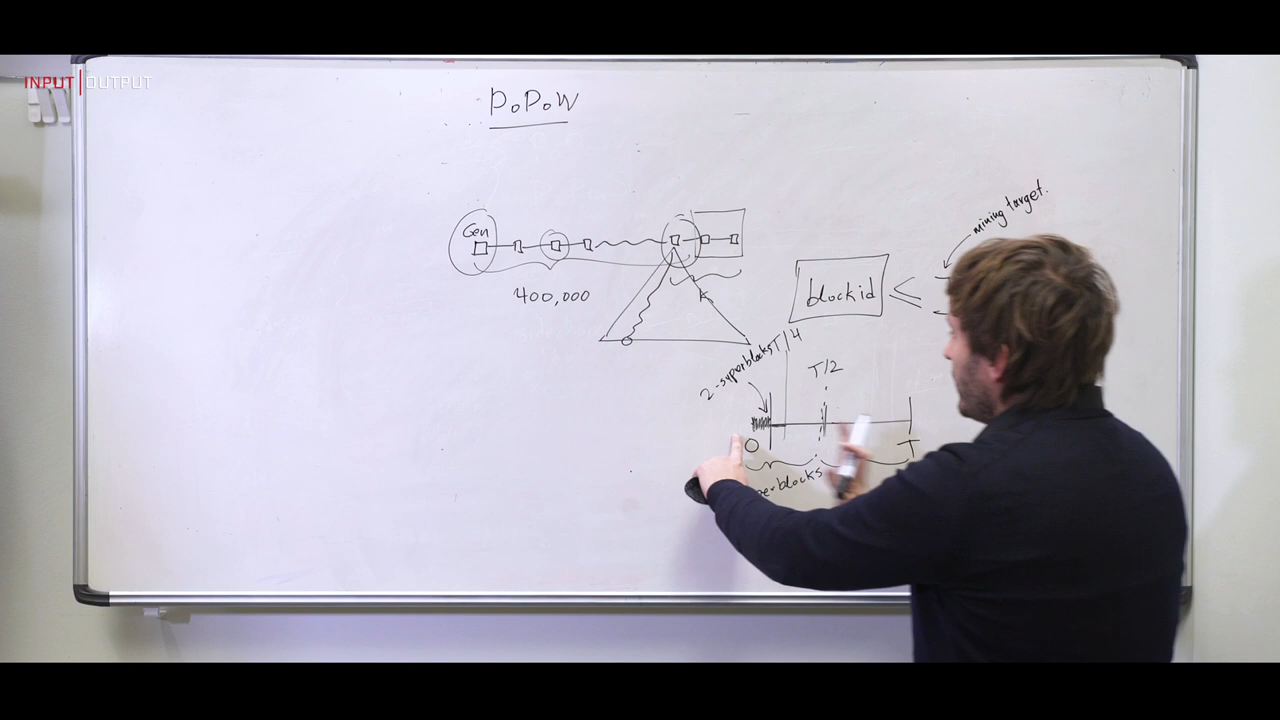 INPUT|OUTPUT
PoPoW
Gen
mining target.
400,000
K
blockid <
2-superblocks
T/4
T/2
0
T